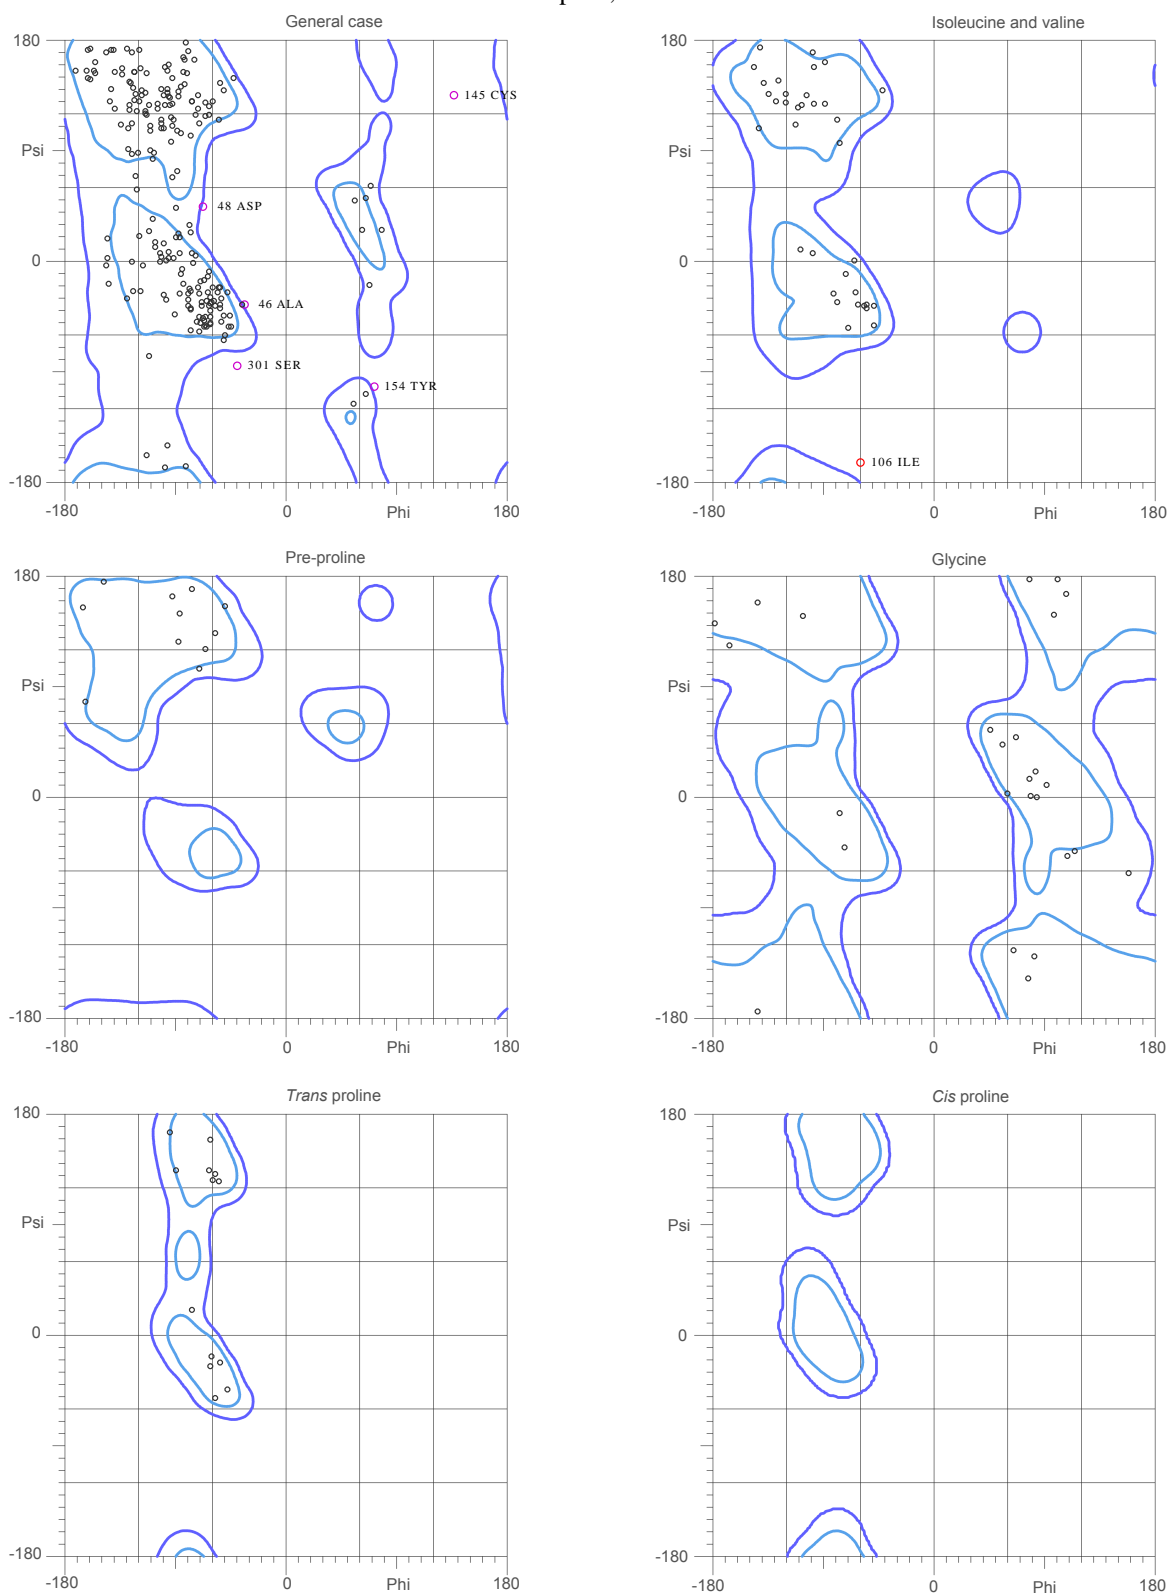 General case
Isoleucine and valine
180
145 CYS
Psi
48 ASP
0
46 ALA
301 SER
154 TYR
-180
-180
0
Phi
180
180
Psi
0
106 ILE
-180
-180
0
Phi
180
Pre-proline
Glycine
180
Psi
0
-180
-180
0
Phi
180
180
Psi
0
-180
-180
0
Phi
180
Trans proline
Cis proline
180
Psi
0
-180
-180
0
Phi
180
180
Psi
0
-180
-180
0
Phi
180